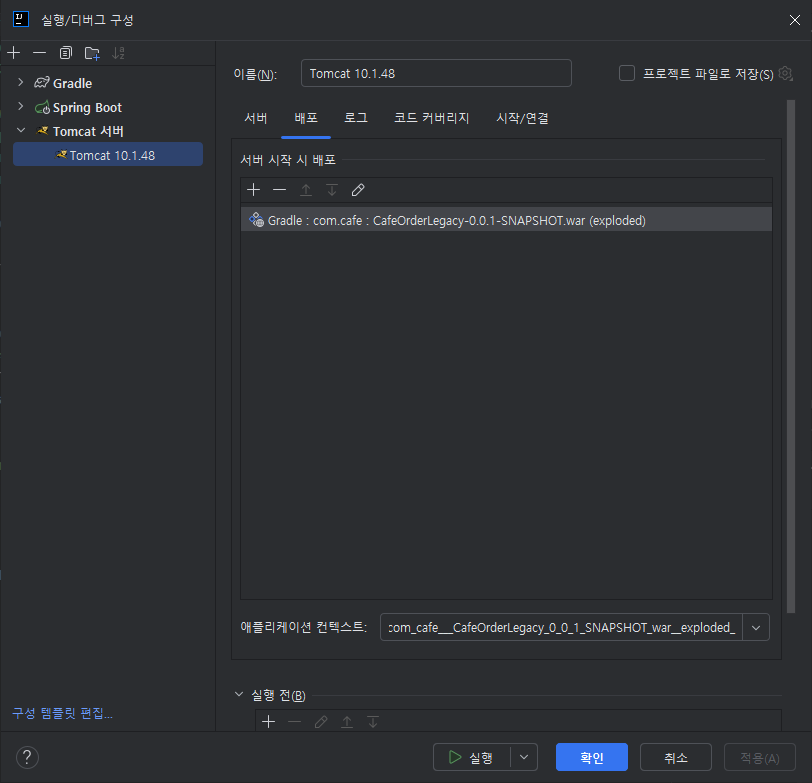 실행/디버그 구성
Gradle
Spring Boot
Tomcat 서버
Tomcat 10.1.48
이름(N):
Tomcat 10.1.48
프로젝트 파일로 저장(S)
서버 배포 로그 코드 커버리지 시작/연결
서버 시작 시 배포
Gradle : com.cafe : CafeOrderLegacy-0.0.1-SNAPSHOT.war (exploded)
애플리케이션 컨텍스트:
com_cafe___CafeOrderLegacy_0_0_1_SNAPSHOT_war__exploded_
실행 전(B)
구성 템플릿 편집...
? 실행 확인 취소 적용(A)